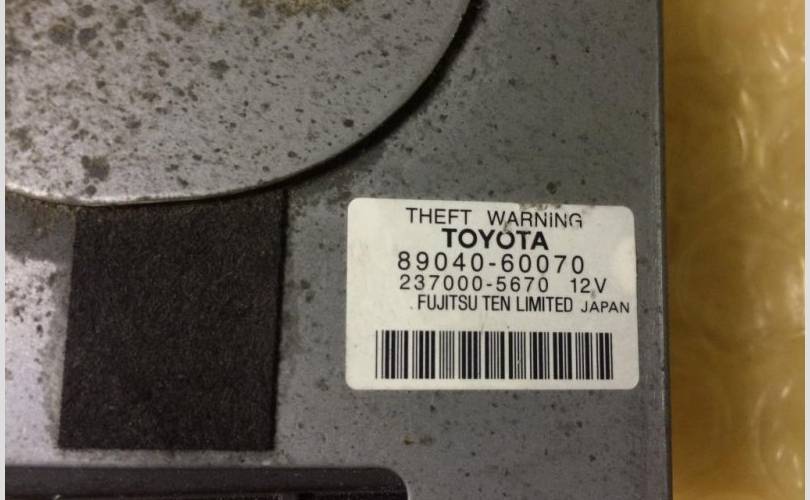 THEFT WARNING
TOYOTA
89040-60070
237000-5670 12V
FUJITSU TEN LIMITED JAPAN